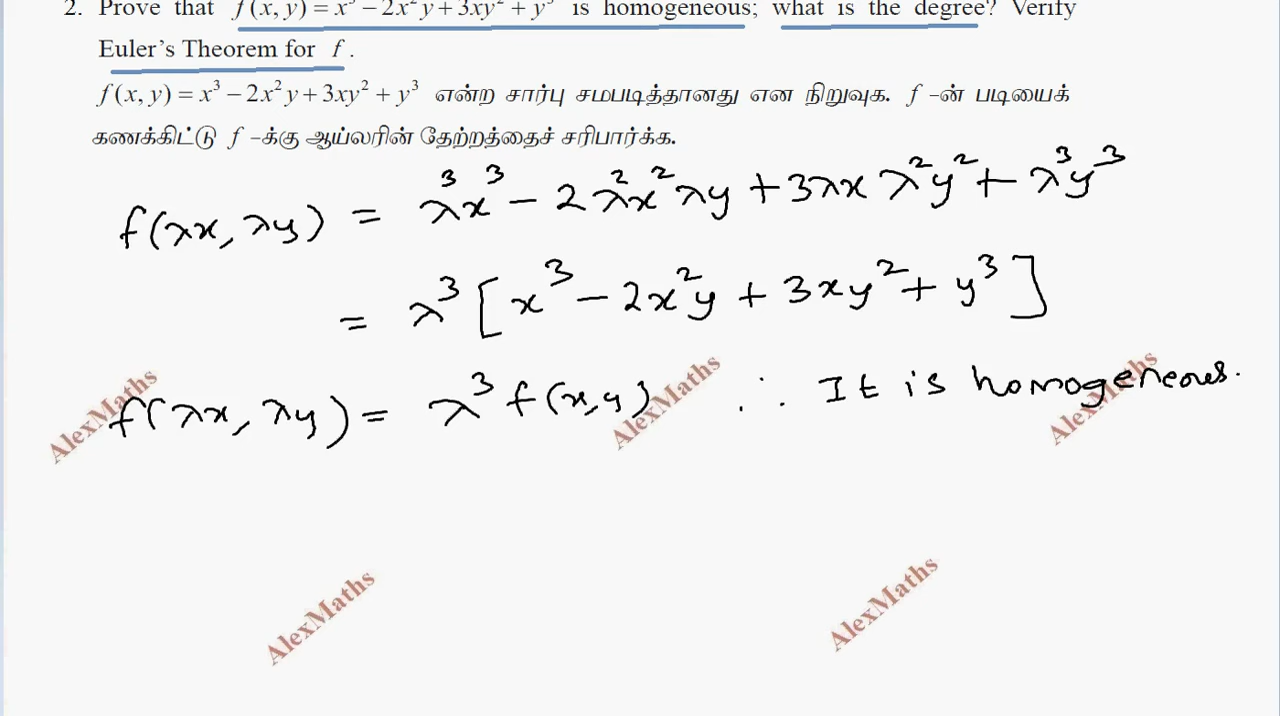 2. Prove that f(x, y) = x³ − 2x²y + 3xy² + y³ is homogeneous; what is the degree? Verify
Euler's Theorem for f .
f(x, y) = x³ − 2x²y + 3xy² + y³ என்ற சார்பு சமபடித்தானது என நிறுவுக. f -ன் படியைக்
கணக்கிட்டு f -க்கு ஆய்லரின் தேற்றத்தைச் சரிபார்க்க.
f(λx, λy) = λ³x³ − 2λ²x²λy + 3λxλ²y² + λ³y³
= λ³[x³ − 2x²y + 3xy² + y³]
f(λx, λy) = λ³f(x,y) ∴ It is homogeneous.
AlexMaths AlexMaths AlexMaths
AlexMaths AlexMaths